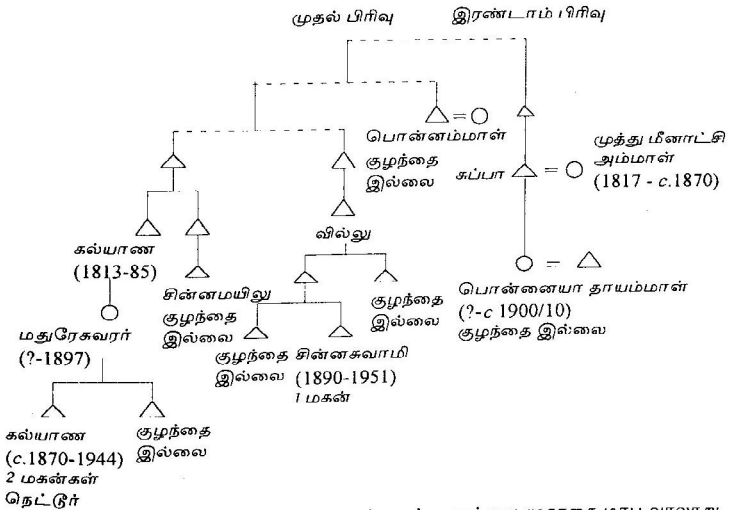 முதல் பிரிவு
இரண்டாம் பிரிவு
பொன்னம்மாள்
குழந்தை
இல்லை
சுப்பா
முத்து மீனாட்சி
அம்மாள்
(1817 - c.1870)
கல்யாண
(1813-85)
சின்னமயிலு
குழந்தை
இல்லை
வில்லு
குழந்தை
இல்லை
பொன்னையா தாயம்மாள்
(?-c 1900/10)
குழந்தை இல்லை
மதுரேசுவரர்
(?-1897)
குழந்தை
இல்லை
சின்னசுவாமி
(1890-1951)
1 மகன்
கல்யாண
(c.1870-1944)
2 மகன்கள்
நெட்டூர்
குழந்தை
இல்லை